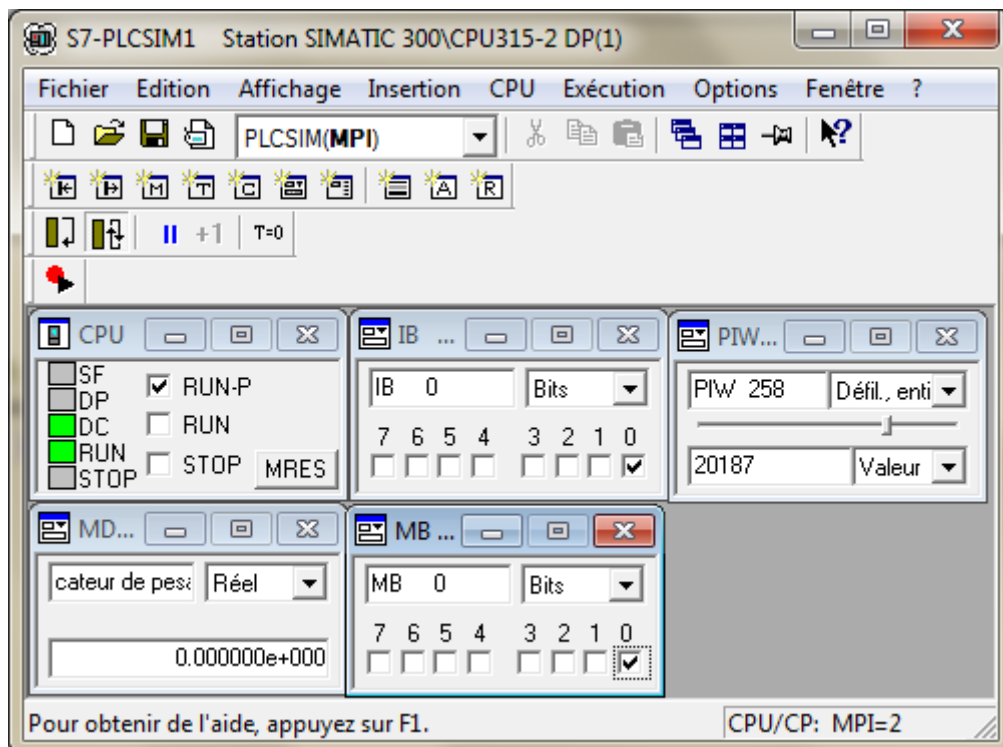 S7-PLCSIM1 Station SIMATIC 300\CPU315-2 DP(1)
Fichier Edition Affichage Insertion CPU Exécution Options Fenêtre ?
PLCSIM(MPI)
+1 T=0
CPU
SF
DP
DC
RUN
STOP
RUN-P
RUN
STOP
MRES
IB ...
IB 0 Bits
7 6 5 4 3 2 1 0
PIW...
PIW 258 Défil., enti
20187 Valeur
MD...
cateur de pesa Réel
0.000000e+000
MB ...
MB 0 Bits
7 6 5 4 3 2 1 0
Pour obtenir de l'aide, appuyez sur F1.
CPU/CP: MPI=2